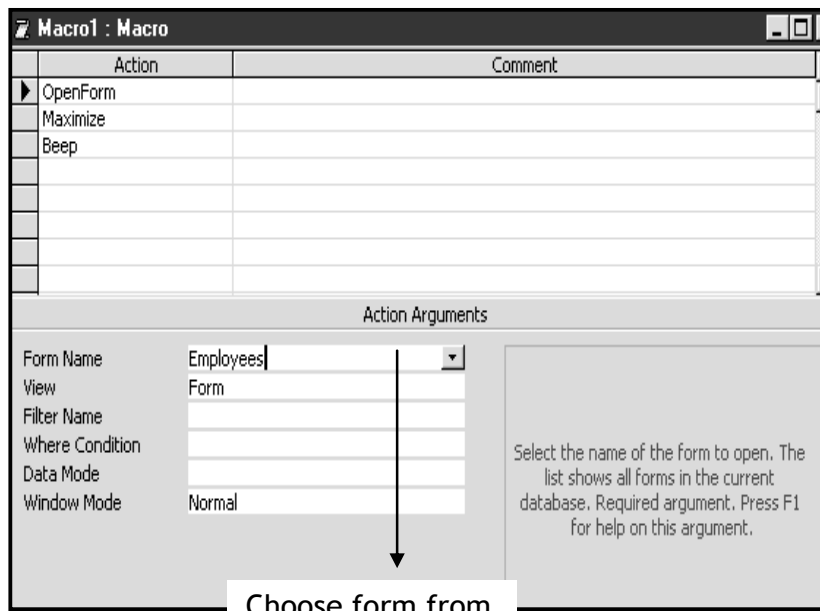 Macro1 : Macro
Action Comment
OpenForm
Maximize
Beep
Action Arguments
Form Name Employees
View Form
Filter Name
Where Condition
Data Mode
Window Mode Normal
Select the name of the form to open. The
list shows all forms in the current
database. Required argument. Press F1
for help on this argument.
Choose form from